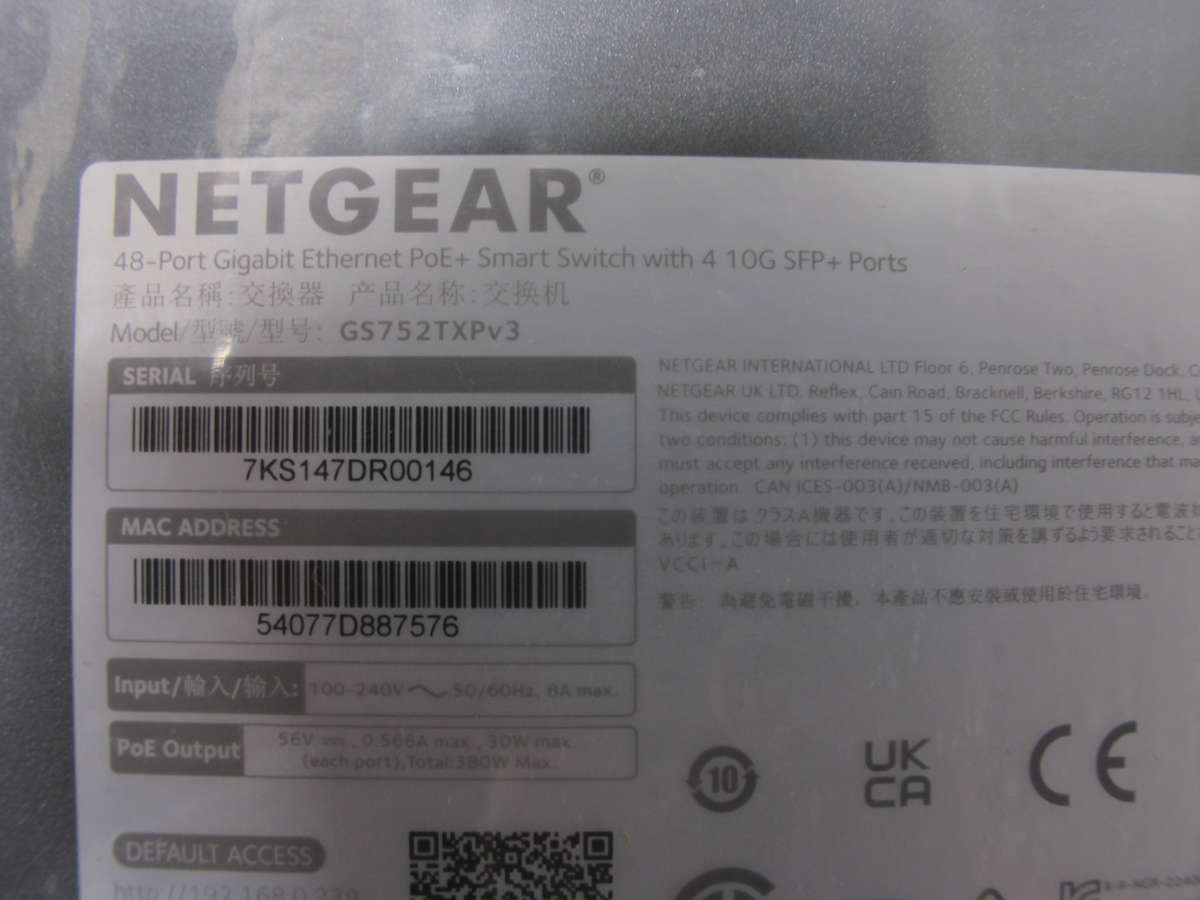 NETGEAR®
48-Port Gigabit Ethernet PoE+ Smart Switch with 4 10G SFP+ Ports
產品名稱:交換器 产品名称:交换机
Model/型號/型号: GS752TXPv3
SERIAL 序列号
7KS147DR00146
MAC ADDRESS
54077D887576
Input/輸入/输入: 100-240V 50/60Hz, 8A max.
PoE Output 56V ⎓, 0.566A max., 30W max.
(each port),Total:380W Max.
DEFAULT ACCESS
http://192.168.0.239
NETGEAR INTERNATIONAL LTD Floor 6, Penrose Two, Penrose Dock,
NETGEAR UK LTD. Reflex, Cain Road, Bracknell, Berkshire, RG12 1HL,
This device complies with part 15 of the FCC Rules. Operation is subje
two conditions: (1) this device may not cause harmful interference,
must accept any interference received, including interference that ma
operation. CAN ICES-003(A)/NMB-003(A)
この装置はクラスA機器です。この装置を住宅環境で使用すると電波
あります。この場合には使用者が適切な対策を講ずるよう要求されること
VCCI-A
警告: 為避免電磁干擾，本產品不應安裝或使用於住宅環境。
10
UK
CA
CE